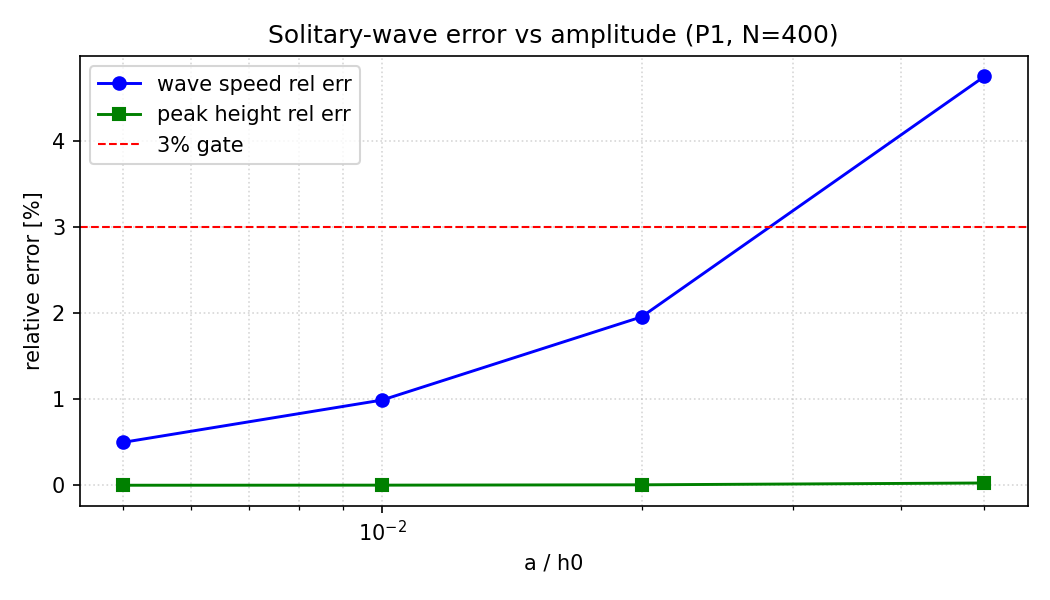 Solitary-wave error vs amplitude (P1, N=400)
wave speed rel err
peak height rel err
3% gate
relative error [%]
4
3
2
1
0
10⁻²
a / h0